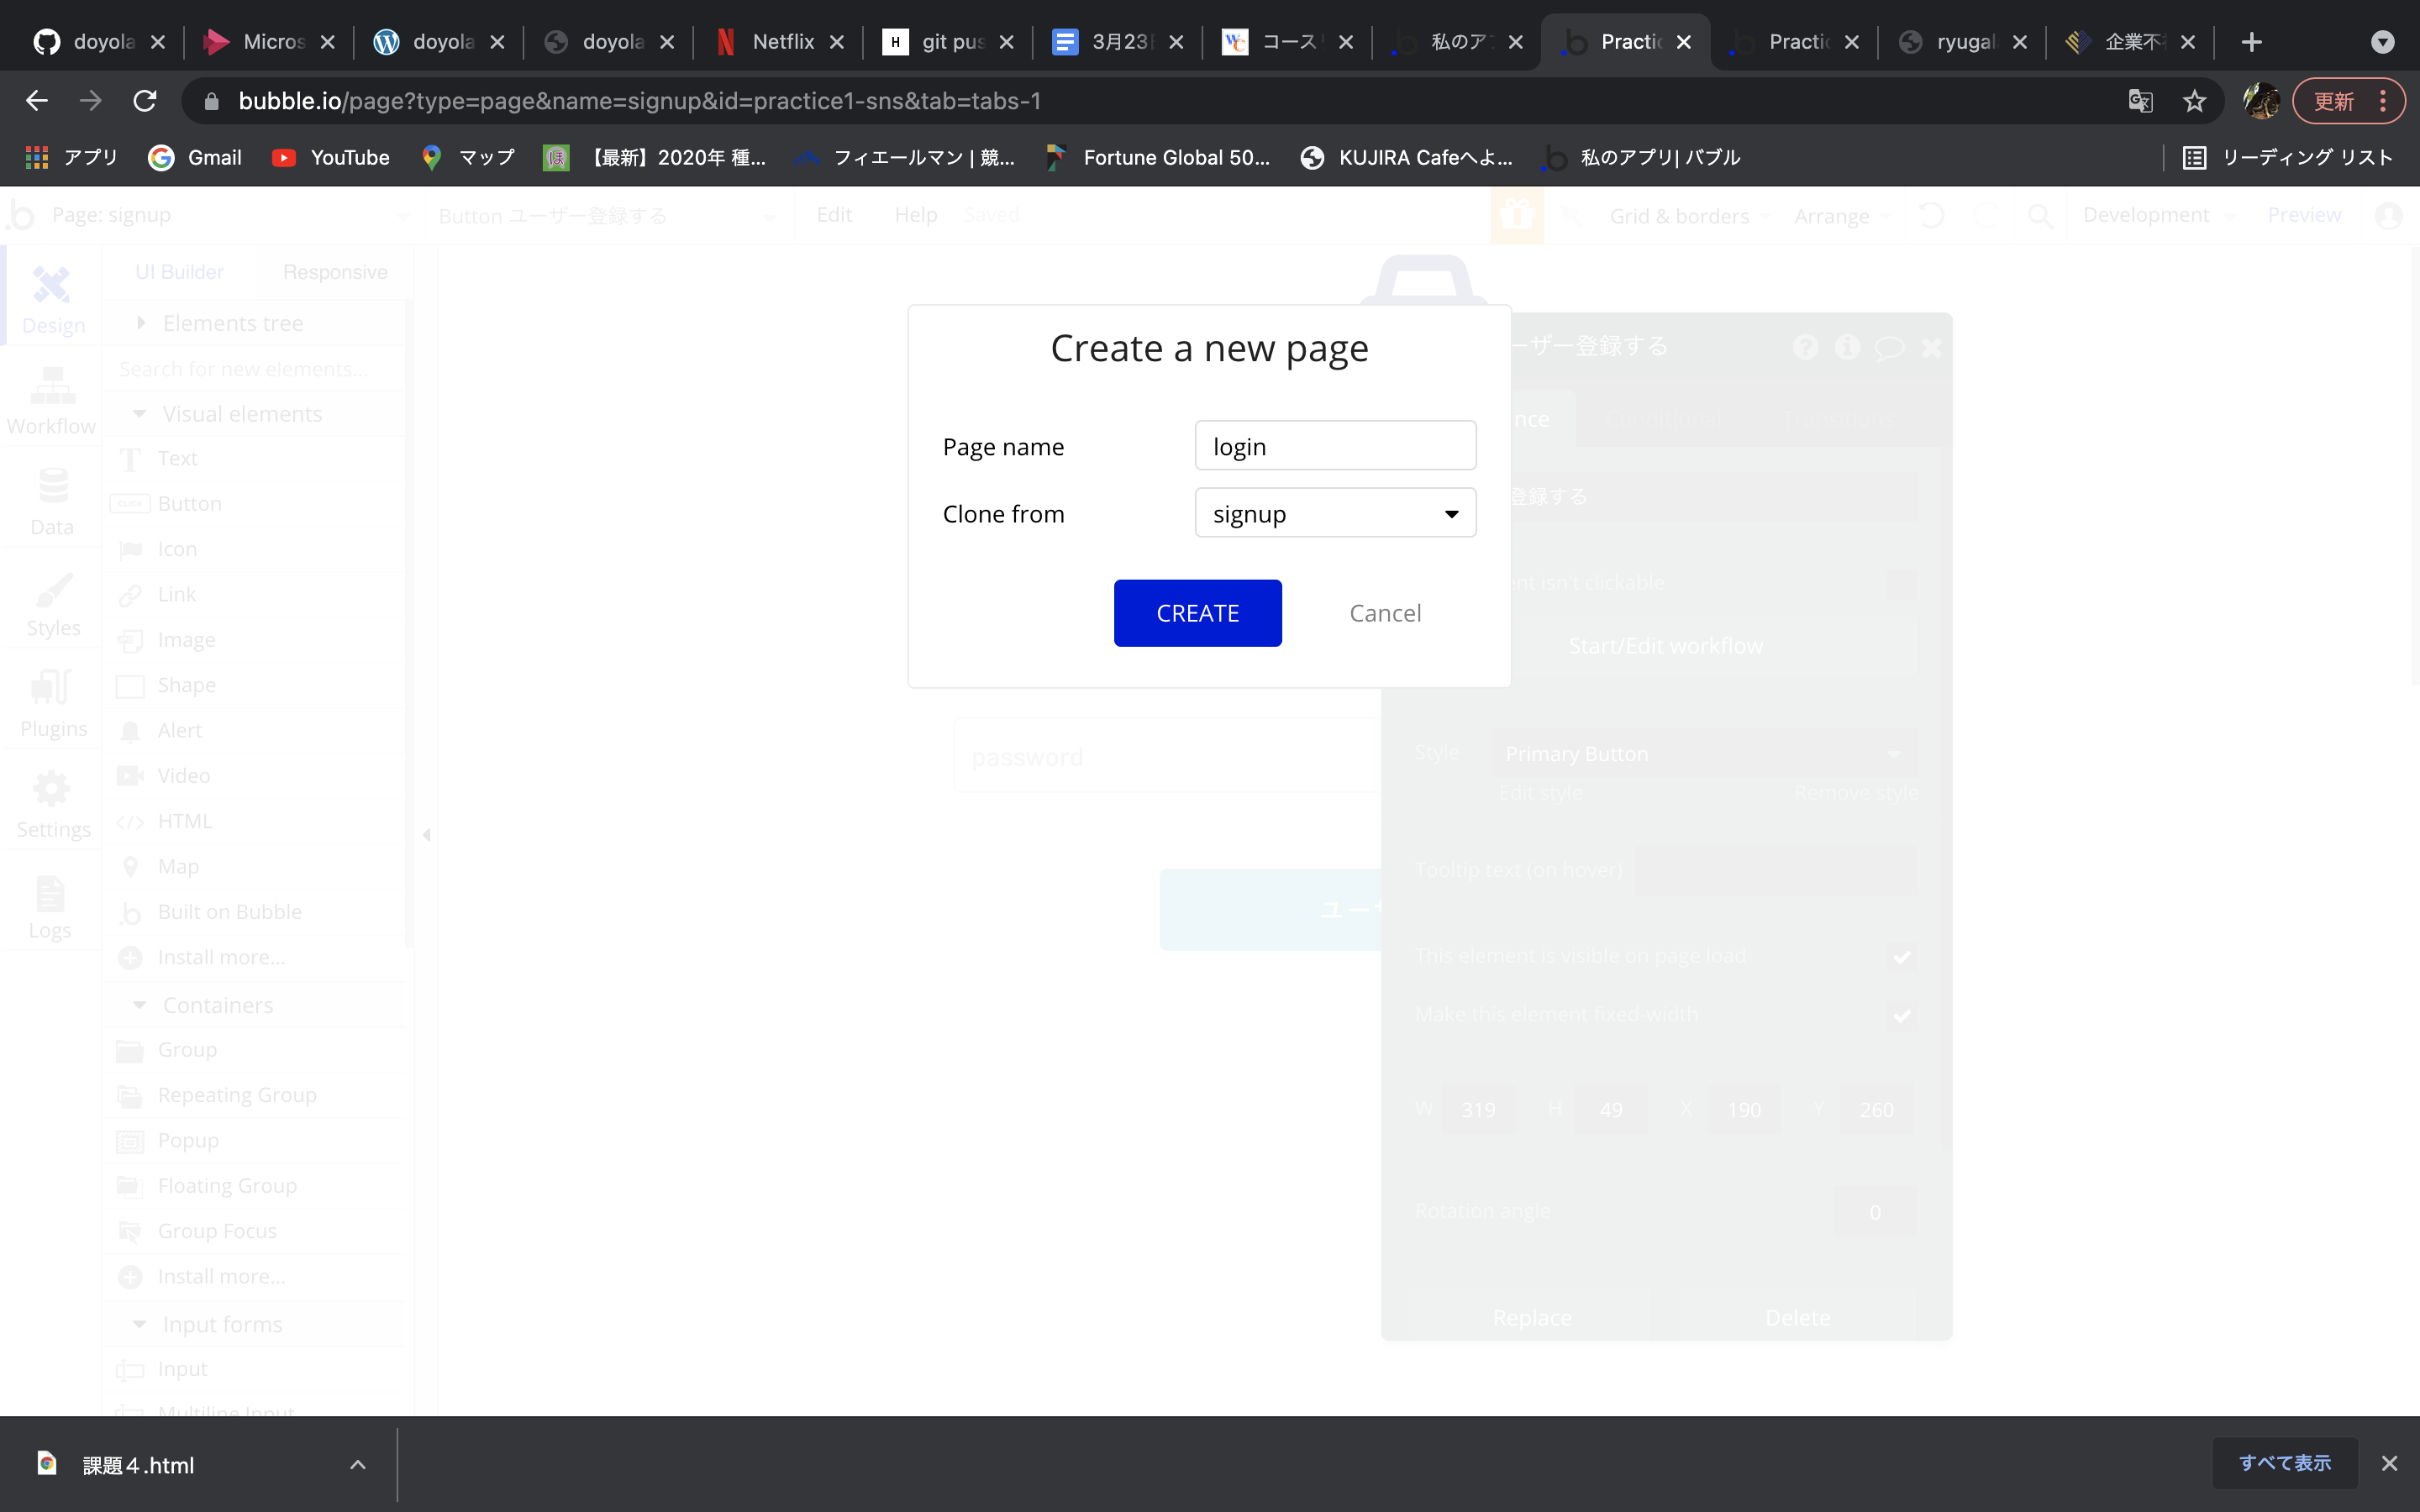 doyola
Micros
doyola
doyola
Netflix
git pus
3月23
コース
私のア
Practic
Practic
ryugal
企業不
bubble.io/page?type=page&name=signup&id=practice1-sns&tab=tabs-1
更新
アプリ
Gmail
YouTube
マップ
【最新】2020年 種...
フィエールマン | 競...
Fortune Global 50...
KUJIRA Cafeへよ...
私のアプリ| バブル
リーディング リスト
Page: signup
Button ユーザー登録する
Edit
Help
Saved
Grid & borders
Arrange
Development
Preview
UI Builder
Responsive
Design
Workflow
Data
Styles
Plugins
Settings
Logs
Elements tree
Search for new elements...
Visual elements
Text
CLICK
Button
Icon
Link
Image
Shape
Alert
Video
HTML
Map
Built on Bubble
Install more...
Containers
Group
Repeating Group
Popup
Floating Group
Group Focus
Install more...
Input forms
Input
Multiline Input
Create a new page
Page name
login
Clone from
signup
CREATE
Cancel
password
ユーザ
ーザー登録する
nce
Conditional
Transitions
登録する
ent isn't clickable
Start/Edit workflow
Style
Primary Button
Edit style
Remove style
Tooltip text (on hover)
This element is visible on page load
Make this element fixed-width
W 319 H 49 X 190 Y 260
Rotation angle
0
Replace
Delete
課題４.html
すべて表示